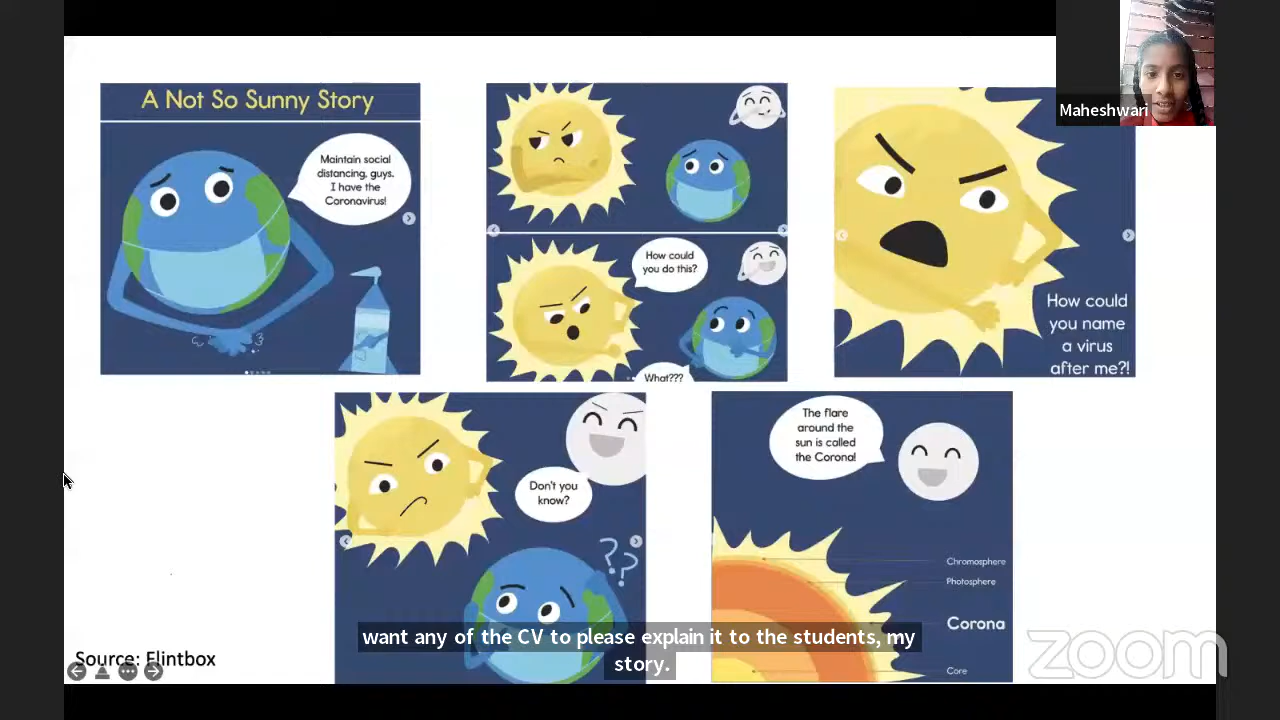 Maheshwari
A Not So Sunny Story
Maintain social
distancing, guys.
I have the
Coronavirus!
How could
you do this?
What???
How could
you name
a virus
after me?!
Don't you
know?
??
The flare
around the
sun is called
the Corona!
Chromosphere
Photosphere
Corona
Core
want any of the CV to please explain it to the students, my
story.
Source: Flintbox
zoom